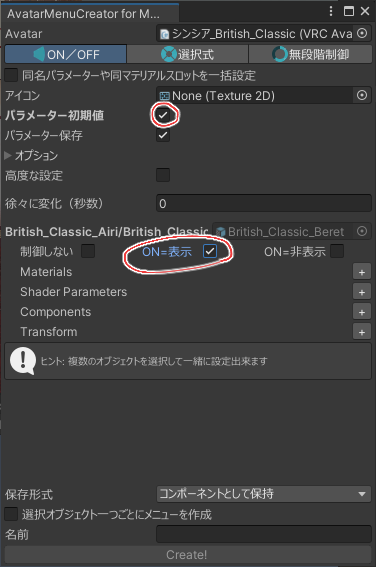 AvatarMenuCreator for M...
Avatar シンシア_British_Classic (VRC Ava
ON／OFF 選択式 無段階制御
同名パラメーターや同マテリアルスロットを一括設定
アイコン None (Texture 2D)
パラメーター初期値
パラメーター保存
オプション
高度な設定
徐々に変化（秒数） 0
British_Classic_Airi/British_Classic British_Classic_Beret
制御しない ON=表示 ON=非表示
Materials +
Shader Parameters +
Components +
Transform +
ヒント: 複数のオブジェクトを選択して一緒に設定出来ます
保存形式 コンポーネントとして保持
選択オブジェクト一つごとにメニューを作成
名前
Create!